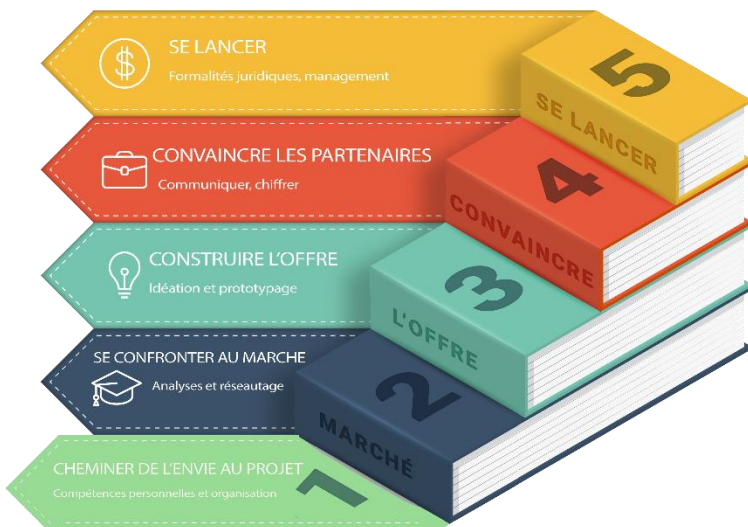 SE LANCER
Formalités juridiques, management
5
SE LANCER
CONVAINCRE LES PARTENAIRES
Communiquer, chiffrer
4
CONVAINCRE
CONSTRUIRE L'OFFRE
Idéation et prototypage
3
L'OFFRE
SE CONFRONTER AU MARCHE
Analyses et réseautage
2
MARCHÉ
CHEMINER DE L'ENVIE AU PROJET
Compétences personnelles et organisation
1